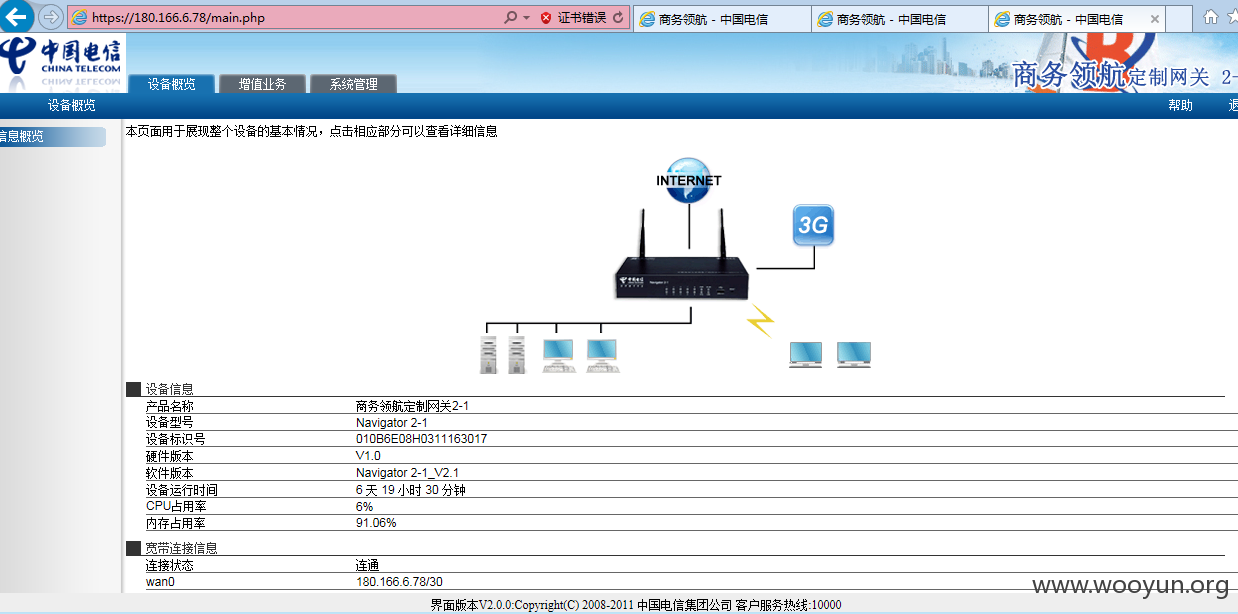 https://180.166.6.78/main.php 证书错误 商务领航 - 中国电信 商务领航 - 中国电信 商务领航 - 中国电信
中国电信
CHINA TELECOM
设备概览 增值业务 系统管理
商务领航定制网关 2-
设备概览 帮助 退
信息概览
本页面用于展现整个设备的基本情况，点击相应部分可以查看详细信息
INTERNET
3G
中国电信
设备信息
产品名称 商务领航定制网关2-1
设备型号 Navigator 2-1
设备标识号 010B6E08H0311163017
硬件版本 V1.0
软件版本 Navigator 2-1_V2.1
设备运行时间 6 天 19 小时 30 分钟
CPU占用率 6%
内存占用率 91.06%
宽带连接信息
连接状态 连通
wan0 180.166.6.78/30
www.wooyun.org
界面版本V2.0.0:Copyright(C) 2008-2011 中国电信集团公司 客户服务热线:10000